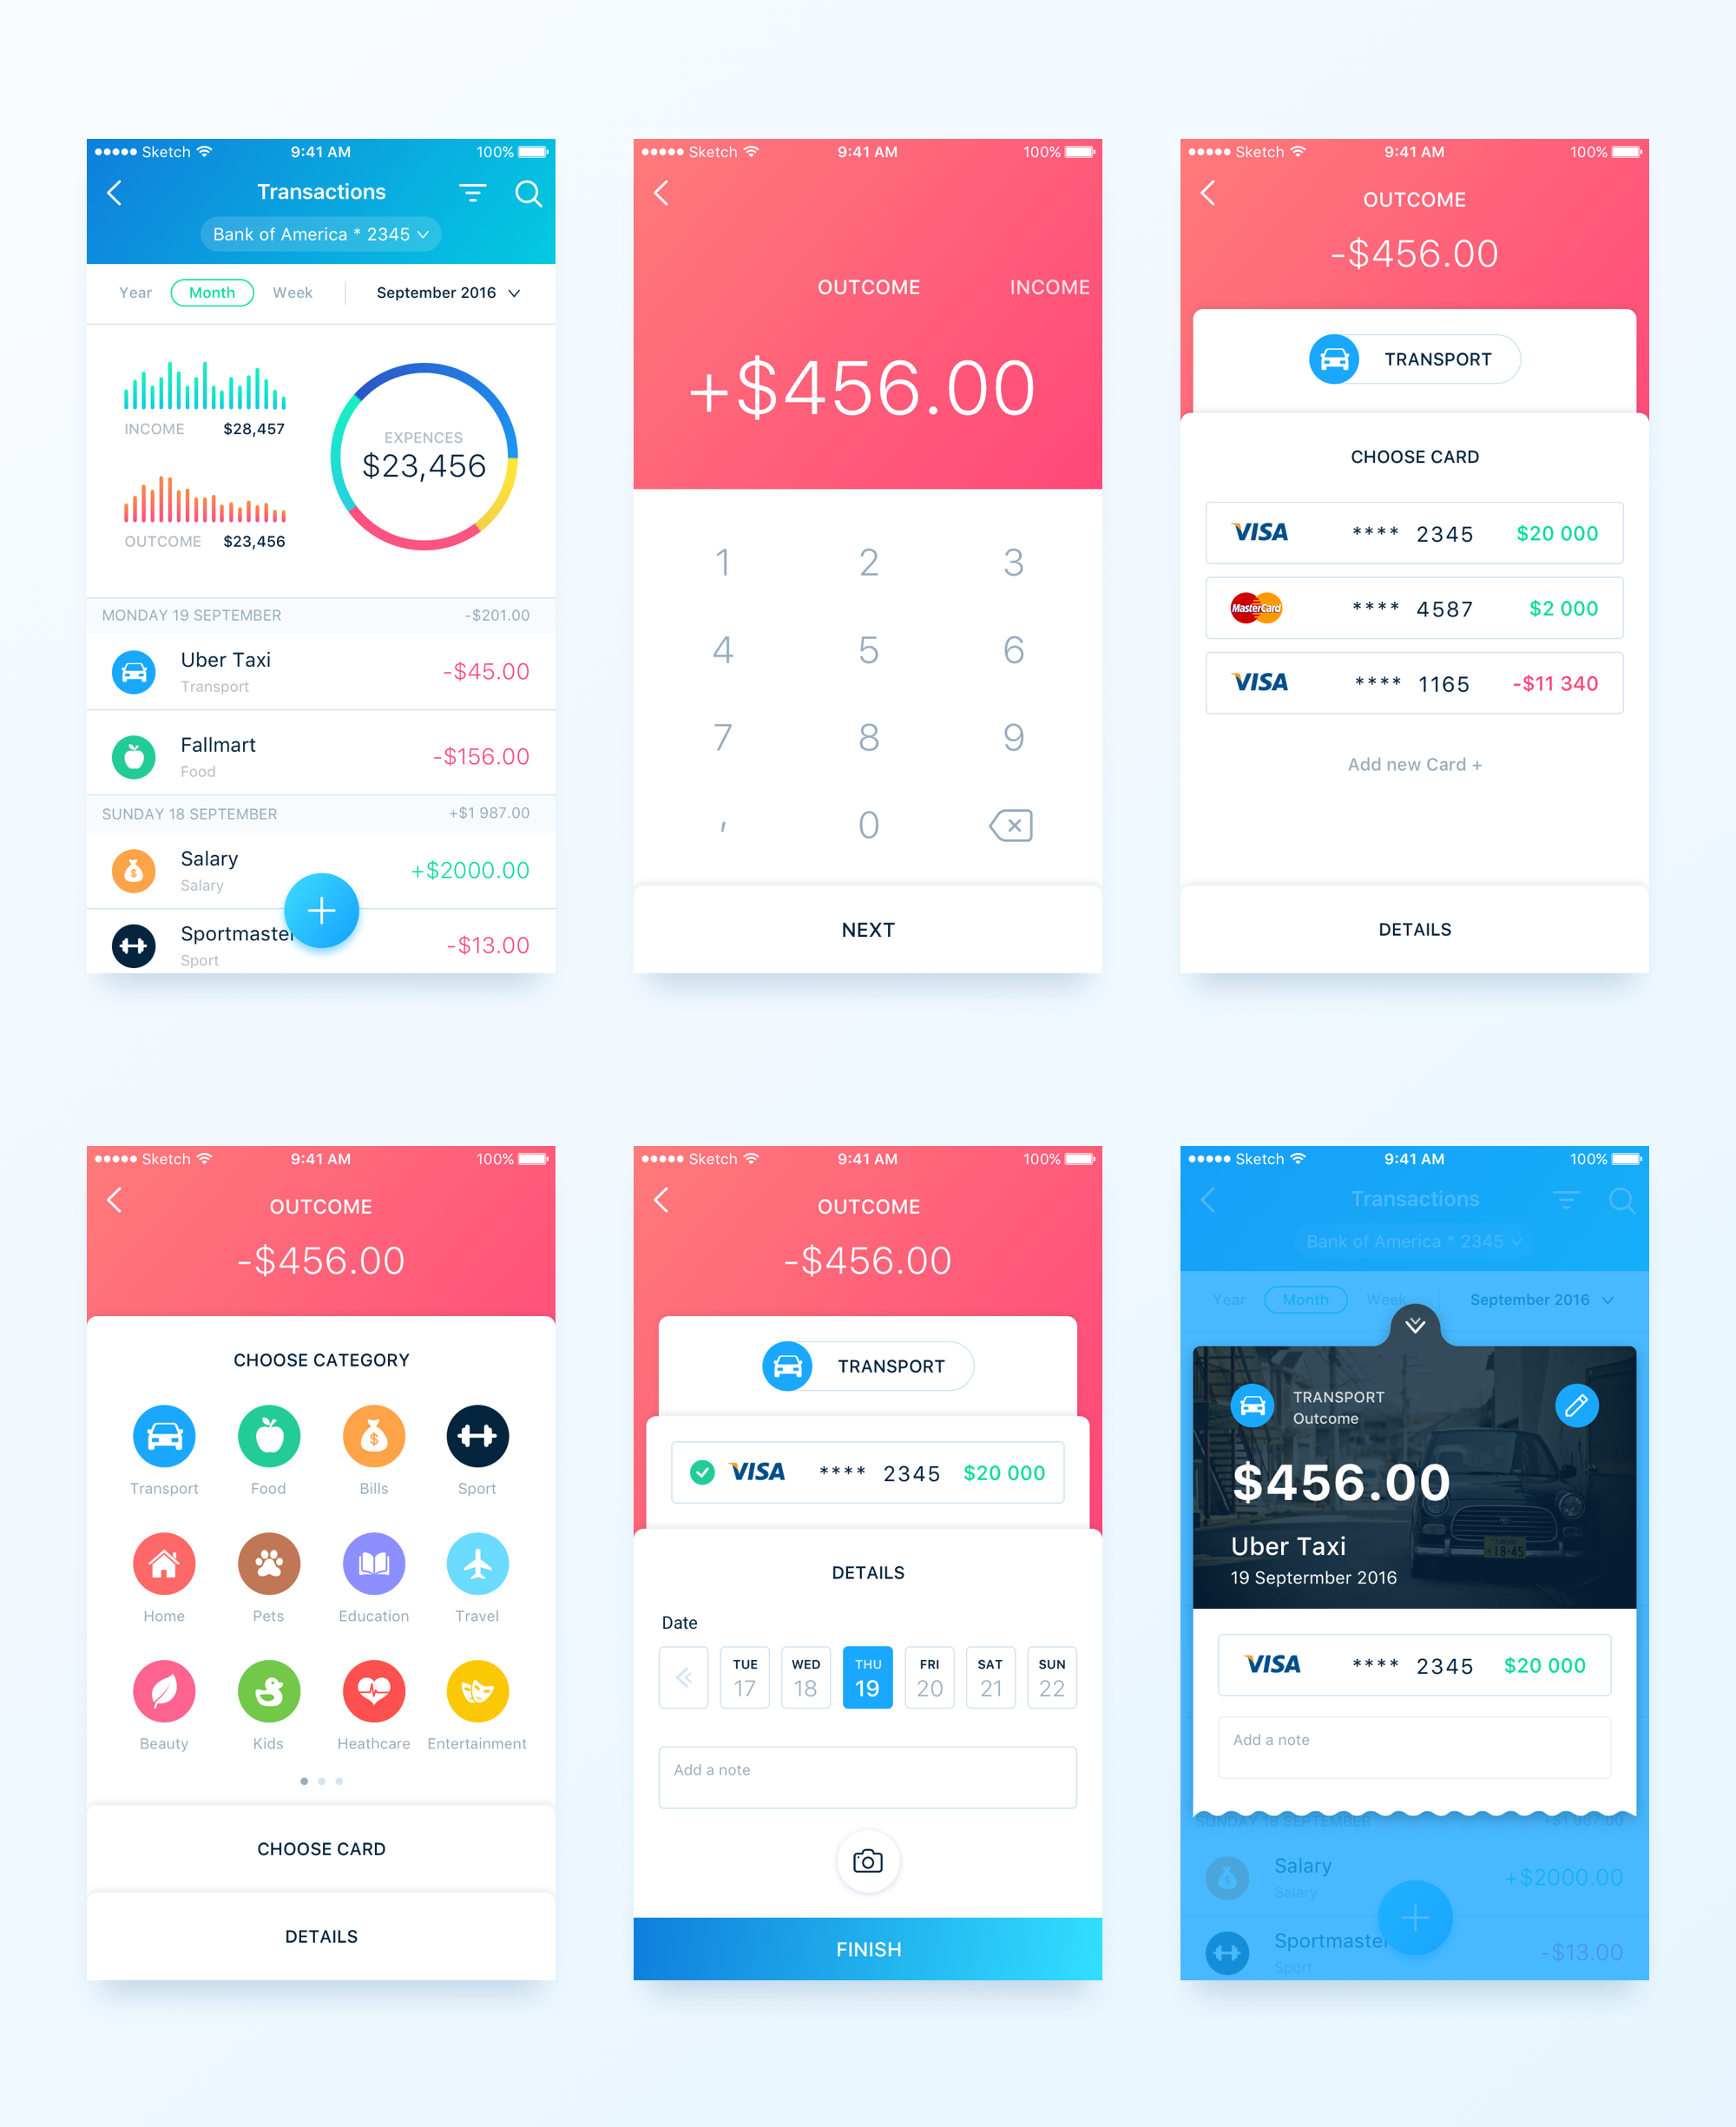 Sketch 9:41 AM 100%
Transactions
Bank of America * 2345
Year Month Week September 2016
INCOME $28,457
OUTCOME $23,456
EXPENCES
$23,456
MONDAY 19 SEPTEMBER -$201.00
Uber Taxi -$45.00
Transport
Fallmart -$156.00
Food
SUNDAY 18 SEPTEMBER +$1 987.00
Salary +$2000.00
Salary
$
Sportmaster -$13.00
Sport
Sketch 9:41 AM 100%
OUTCOME INCOME
+$456.00
1 2 3
4 5 6
7 8 9
, 0
NEXT
Sketch 9:41 AM 100%
OUTCOME
-$456.00
TRANSPORT
CHOOSE CARD
VISA **** 2345 $20 000
MasterCard **** 4587 $2 000
VISA **** 1165 -$11 340
Add new Card +
DETAILS
Sketch 9:41 AM 100%
OUTCOME
-$456.00
CHOOSE CATEGORY
$
Transport Food Bills Sport
Home Pets Education Travel
Beauty Kids Heathcare Entertainment
CHOOSE CARD
DETAILS
Sketch 9:41 AM 100%
OUTCOME
-$456.00
TRANSPORT
VISA **** 2345 $20 000
DETAILS
Date
TUE WED THU FRI SAT SUN
17 18 19 20 21 22
Add a note
FINISH
Sketch 9:41 AM 100%
Transactions
Bank of America * 2345
Year Month Week September 2016
TRANSPORT
Outcome
$456.00
Uber Taxi
19 Septermber 2016
18-45
VISA **** 2345 $20 000
Add a note
SUNDAY 18 SEPTEMBER +$1 987.00
Salary +$2000.00
Salary
$
Sportmaster -$13.00
Sport